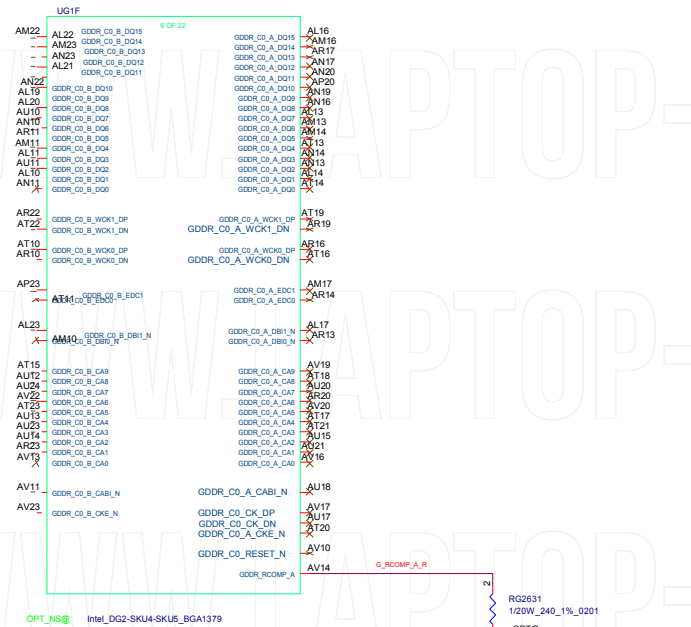 UG1F
6 OF 22
AM22 AL22 GDDR_C0_B_DQ15
AM23 GDDR_C0_B_DQ14
AN23 GDDR_C0_B_DQ13
AL21 GDDR_C0_B_DQ12
GDDR_C0_B_DQ11
AN22 GDDR_C0_B_DQ10
AL19 GDDR_C0_B_DQ9
AL20 GDDR_C0_B_DQ8
AU10 GDDR_C0_B_DQ7
AN10 GDDR_C0_B_DQ6
AR11 GDDR_C0_B_DQ5
AM11 GDDR_C0_B_DQ4
AL11 GDDR_C0_B_DQ3
AU11 GDDR_C0_B_DQ2
AL10 GDDR_C0_B_DQ1
AN11 GDDR_C0_B_DQ0
AR22 GDDR_C0_B_WCK1_DP
AT22 GDDR_C0_B_WCK1_DN
AT10 GDDR_C0_B_WCK0_DP
AR10 GDDR_C0_B_WCK0_DN
AP23 GDDR_C0_B_EDC1
AT11 GDDR_C0_B_EDC0
AL23 GDDR_C0_B_DBI1_N
AM10 GDDR_C0_B_DBI0_N
AT15 GDDR_C0_B_CA9
AU12 GDDR_C0_B_CA8
AU24 GDDR_C0_B_CA7
AV22 GDDR_C0_B_CA6
AT23 GDDR_C0_B_CA5
AU13 GDDR_C0_B_CA4
AU23 GDDR_C0_B_CA3
AU14 GDDR_C0_B_CA2
AR23 GDDR_C0_B_CA1
AV13 GDDR_C0_B_CA0
AV11 GDDR_C0_B_CABI_N
AV23 GDDR_C0_B_CKE_N
GDDR_C0_A_DQ15 AL16
GDDR_C0_A_DQ14 AM16
GDDR_C0_A_DQ13 AR17
GDDR_C0_A_DQ12 AN17
GDDR_C0_A_DQ11 AN20
GDDR_C0_A_DQ10 AP20
GDDR_C0_A_DQ9 AN19
GDDR_C0_A_DQ8 AN16
GDDR_C0_A_DQ7 AL13
GDDR_C0_A_DQ6 AM13
GDDR_C0_A_DQ5 AM14
GDDR_C0_A_DQ4 AT13
GDDR_C0_A_DQ3 AN14
GDDR_C0_A_DQ2 AN13
GDDR_C0_A_DQ1 AL14
GDDR_C0_A_DQ0 AT14
GDDR_C0_A_WCK1_DP AT19
GDDR_C0_A_WCK1_DN AR19
GDDR_C0_A_WCK0_DP AR16
GDDR_C0_A_WCK0_DN AT16
GDDR_C0_A_EDC1 AM17
GDDR_C0_A_EDC0 AR14
GDDR_C0_A_DBI1_N AL17
GDDR_C0_A_DBI0_N AR13
GDDR_C0_A_CA9 AV19
GDDR_C0_A_CA8 AT18
GDDR_C0_A_CA7 AU20
GDDR_C0_A_CA6 AR20
GDDR_C0_A_CA5 AV20
GDDR_C0_A_CA4 AT17
GDDR_C0_A_CA3 AT21
GDDR_C0_A_CA2 AU15
GDDR_C0_A_CA1 AU21
GDDR_C0_A_CA0 AV16
GDDR_C0_A_CABI_N AU18
GDDR_C0_CK_DP AV17
GDDR_C0_CK_DN AU17
GDDR_C0_A_CKE_N AT20
GDDR_C0_RESET_N AV10
GDDR_RCOMP_A AV14
G_RCOMP_A_R
2
RG2631
1/20W_240_1%_0201
OPT_NS@ Intel_DG2-SKU4-SKU5_BGA1379